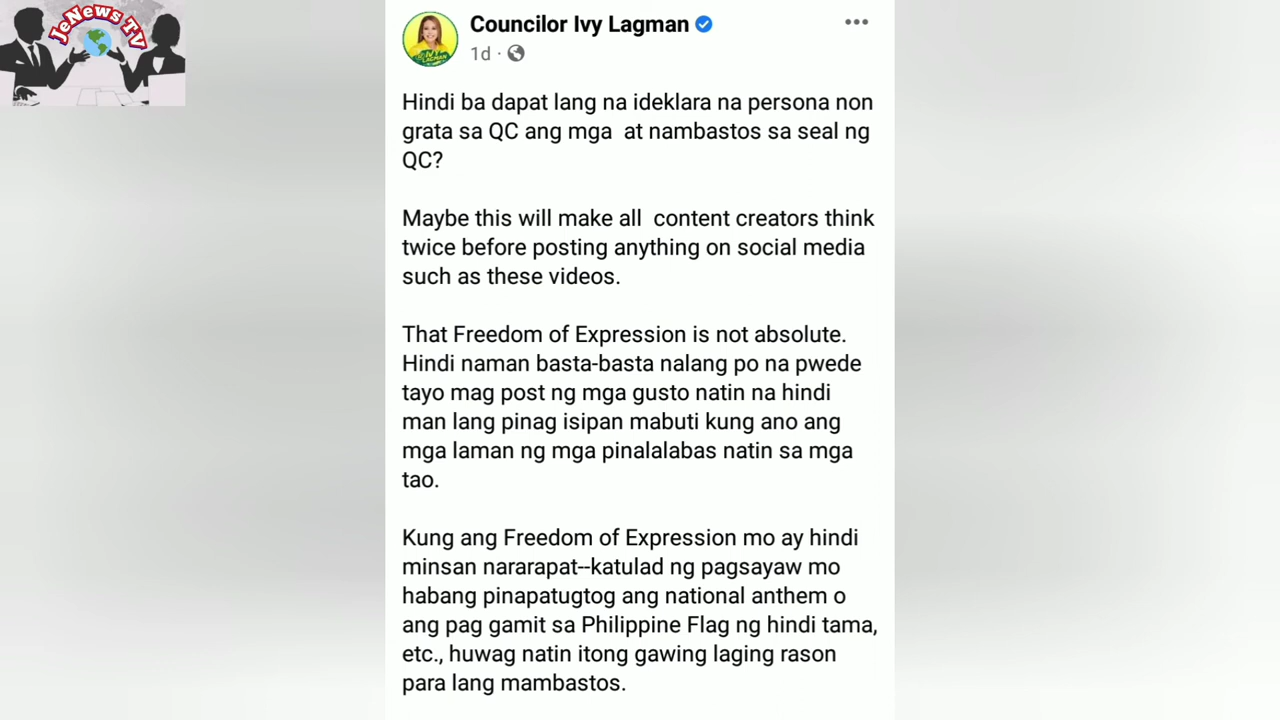 JeNews TV
Councilor Ivy Lagman
1d ·
IVY
LAGMAN
Hindi ba dapat lang na ideklara na persona non
grata sa QC ang mga  at nambastos sa seal ng
QC?
Maybe this will make all  content creators think
twice before posting anything on social media
such as these videos.
That Freedom of Expression is not absolute.
Hindi naman basta-basta nalang po na pwede
tayo mag post ng mga gusto natin na hindi
man lang pinag isipan mabuti kung ano ang
mga laman ng mga pinalalabas natin sa mga
tao.
Kung ang Freedom of Expression mo ay hindi
minsan nararapat--katulad ng pagsayaw mo
habang pinapatugtog ang national anthem o
ang pag gamit sa Philippine Flag ng hindi tama,
etc., huwag natin itong gawing laging rason
para lang mambastos.